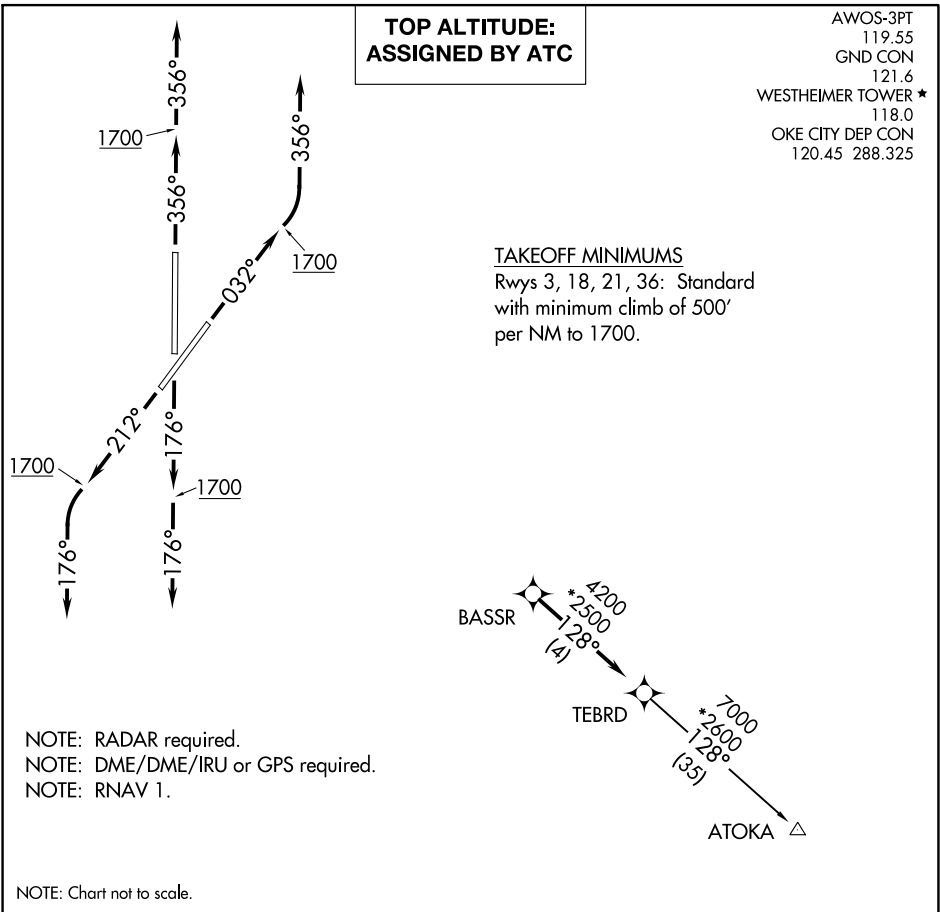 TOP ALTITUDE:
ASSIGNED BY ATC
AWOS-3PT
119.55
GND CON
121.6
WESTHEIMER TOWER ★
118.0
OKE CITY DEP CON
120.45 288.325
356°
1700
356°
356°
032°
1700
TAKEOFF MINIMUMS
Rwys 3, 18, 21, 36: Standard
with minimum climb of 500'
per NM to 1700.
212°
176°
1700
1700
176°
176°
BASSR
4200
*2500
128°
(4)
TEBRD
7000
*2600
128°
(35)
ATOKA
NOTE: RADAR required.
NOTE: DME/DME/IRU or GPS required.
NOTE: RNAV 1.
NOTE: Chart not to scale.